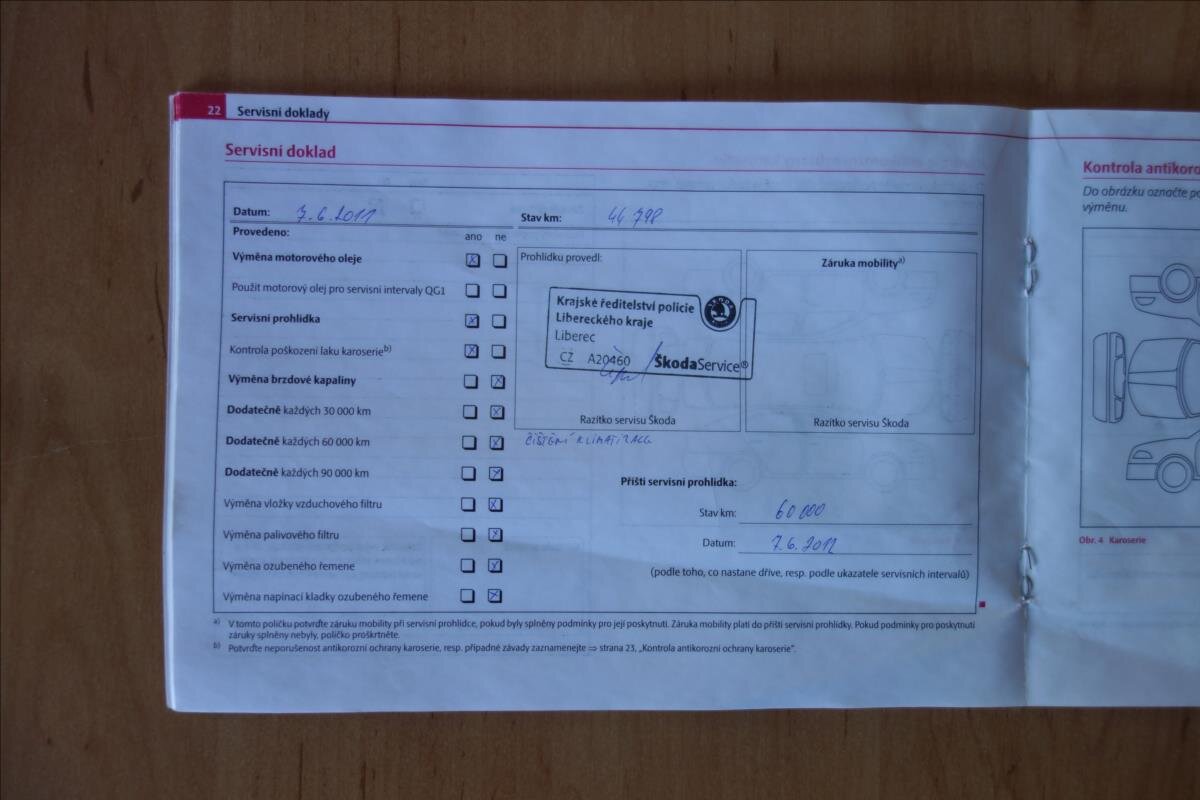 22 Servisní doklady
Servisní doklad
Datum: 7.6.2011 Stav km: 44 798
Provedeno: ano ne
Výměna motorového oleje
Použit motorový olej pro servisní intervaly QG1
Servisní prohlídka
Kontrola poškození laku karoserie b)
Výměna brzdové kapaliny
Dodatečně každých 30 000 km
Dodatečně každých 60 000 km
Dodatečně každých 90 000 km
Výměna vložky vzduchového filtru
Výměna palivového filtru
Výměna ozubeného řemene
Výměna napínací kladky ozubeného řemene
Prohlídku provedl:
Krajské ředitelství policie
Libereckého kraje
Liberec
CZ A20460 ŠkodaService®
Razítko servisu Škoda
Záruka mobility a)
Razítko servisu Škoda
ČIŠTĚNÍ KLIMATIZACE
Příští servisní prohlídka:
Stav km: 60 000
Datum: 7.6.2012
(podle toho, co nastane dříve, resp. podle ukazatele servisních intervalů)
a) V tomto políčku potvrďte záruku mobility při servisní prohlídce, pokud byly splněny podmínky pro její poskytnutí. Záruka mobility platí do příští servisní prohlídky. Pokud podmínky pro poskytnutí
záruky splněny nebyly, políčko proškrtněte.
b) Potvrďte neporušenost antikorozní ochrany karoserie, resp. případné závady zaznamenejte ⇒ strana 23, „Kontrola antikorozní ochrany karoserie".
Kontrola antikoro
Do obrázku označte po
výměnu.
Obr. 4 Karoserie